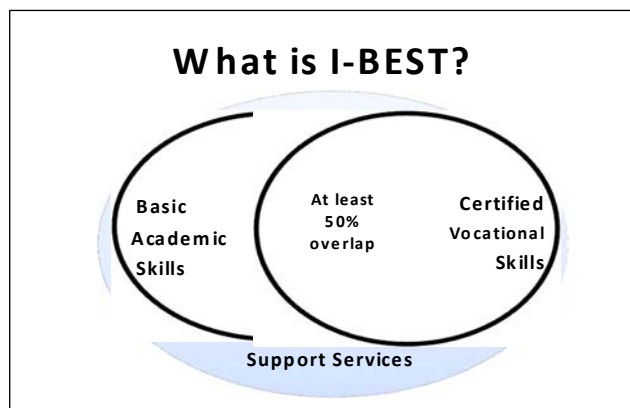 What is I-BEST?
Basic
Academic
Skills
At least
50%
overlap
Certified
Vocational
Skills
Support Services